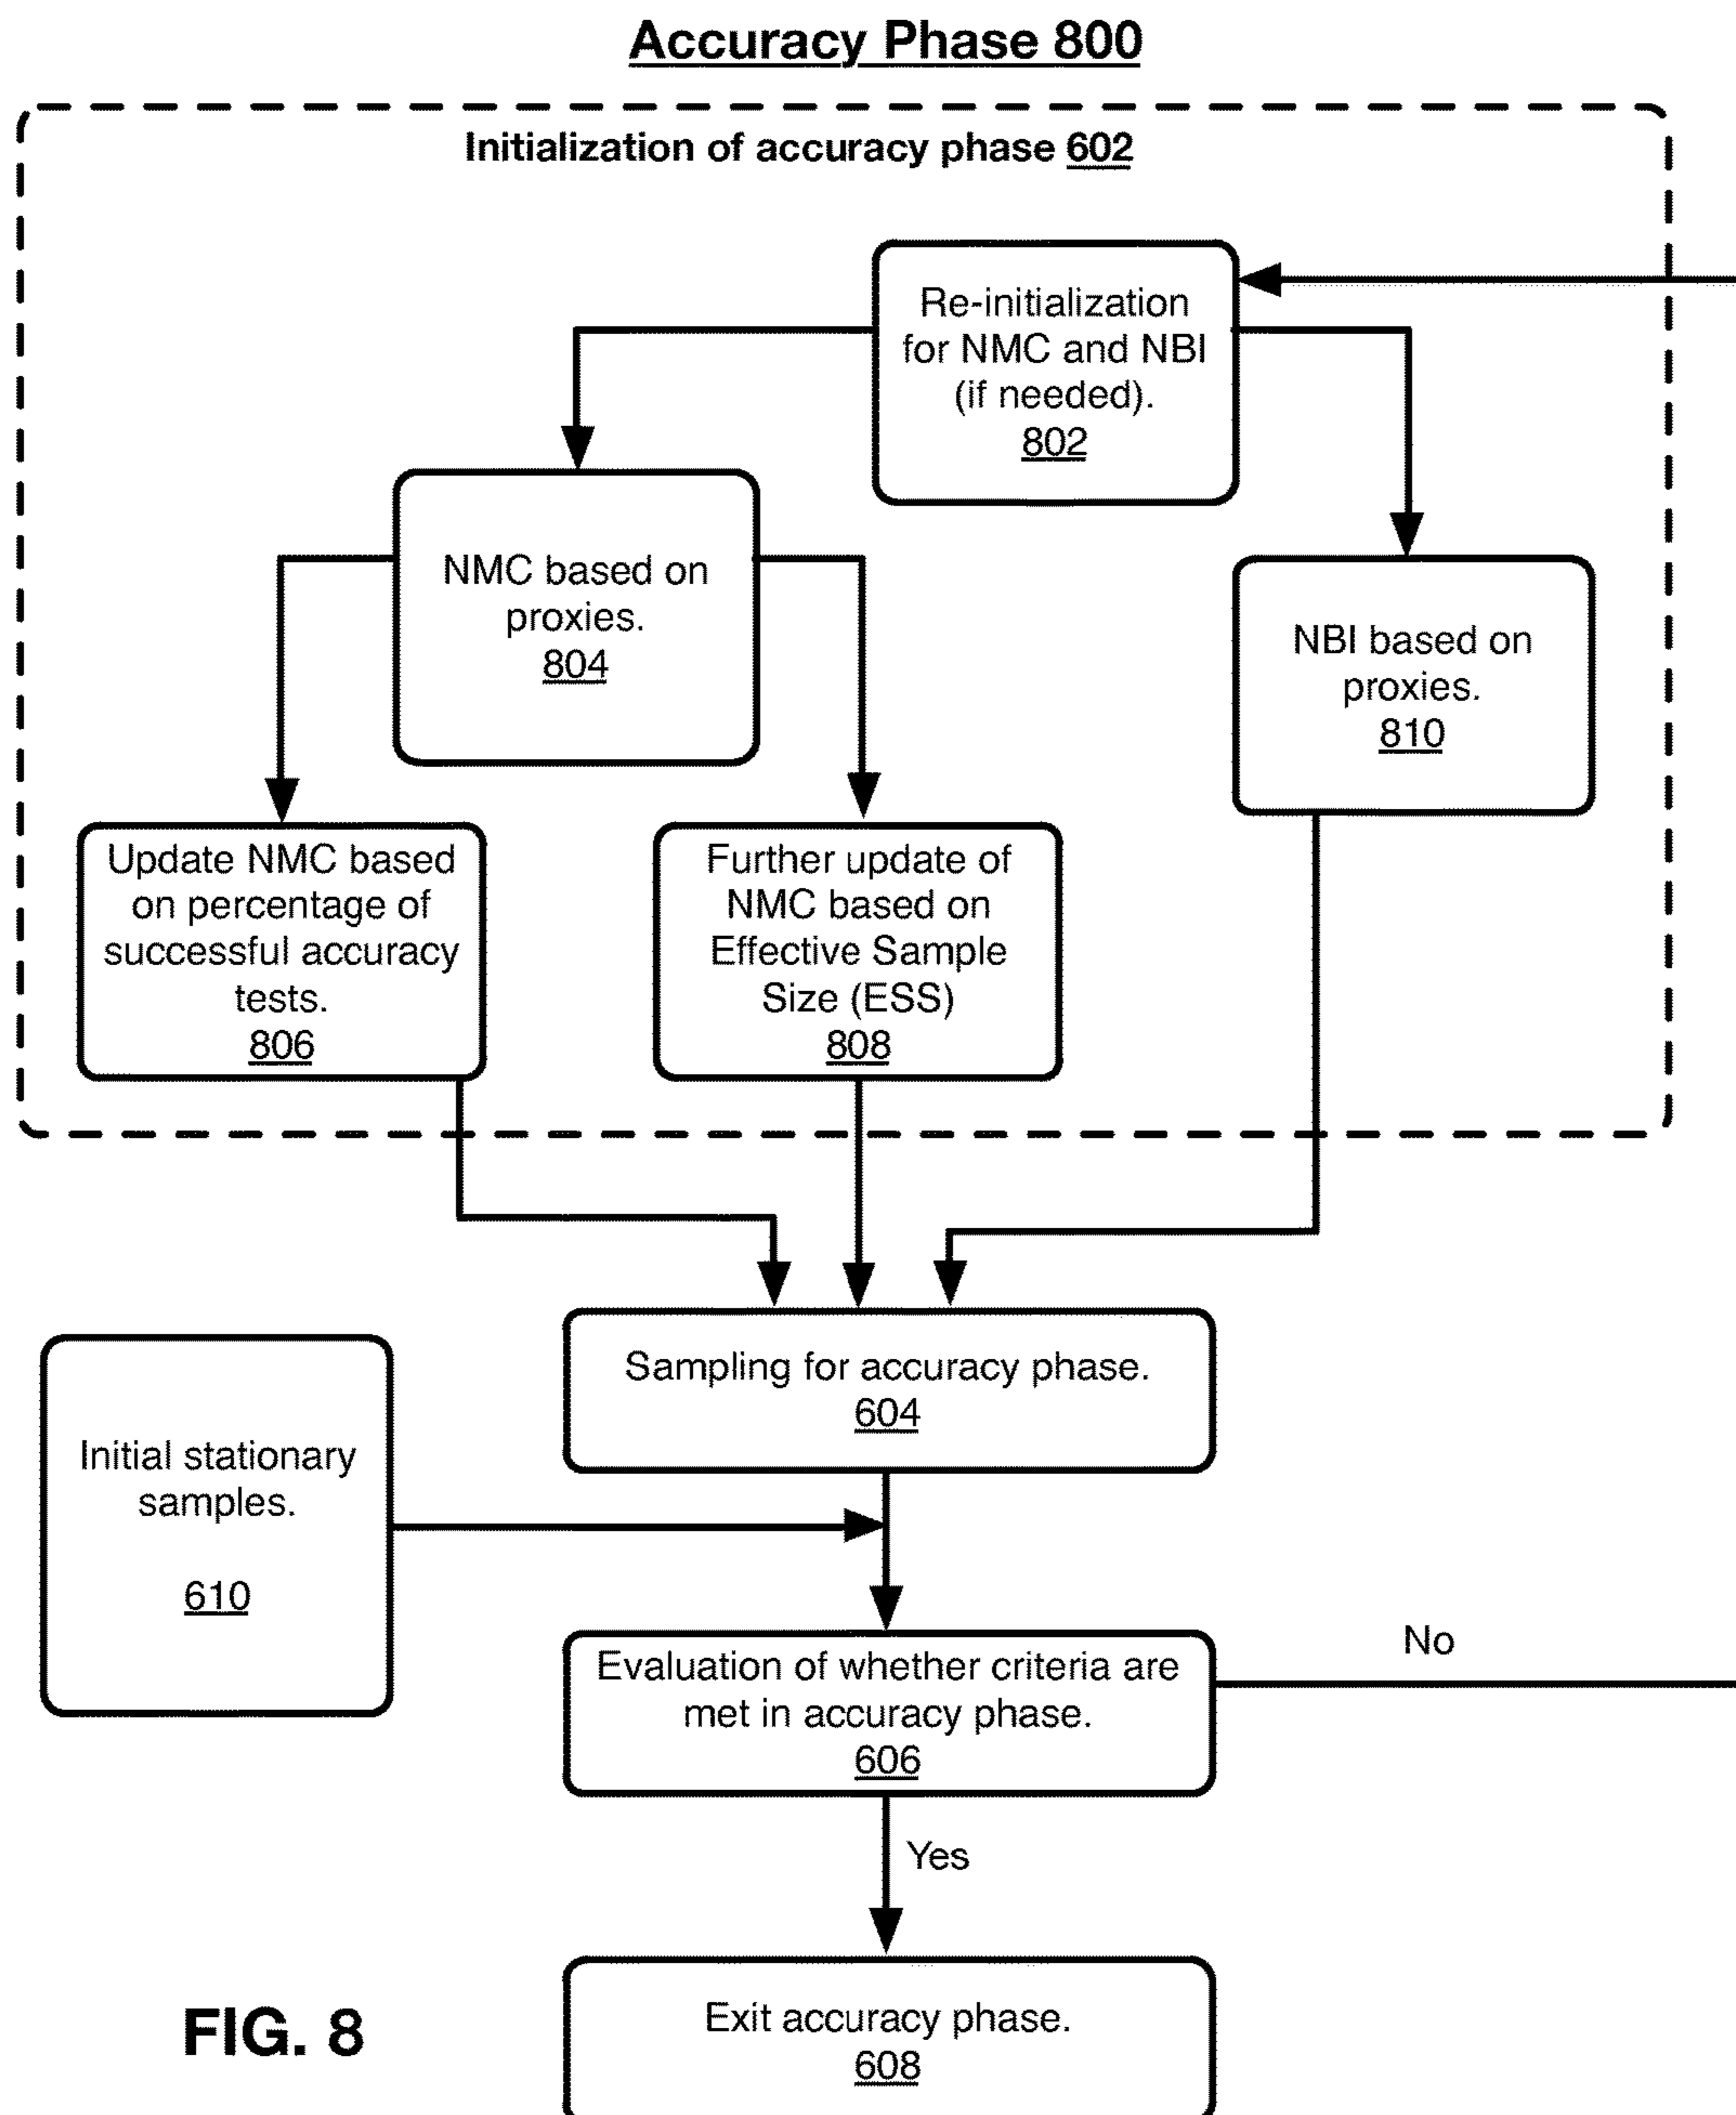 Accuracy Phase 800
Initialization of accuracy phase 602
Re-initialization
for NMC and NBI
(if needed).
802
NMC based on
proxies.
804
NBI based on
proxies.
810
Update NMC based
on percentage of
successful accuracy
tests.
806
Further update of
NMC based on
Effective Sample
Size (ESS)
808
Sampling for accuracy phase.
604
Initial stationary
samples.
610
Evaluation of whether criteria are
met in accuracy phase.
606
No
Yes
Exit accuracy phase.
608
FIG. 8